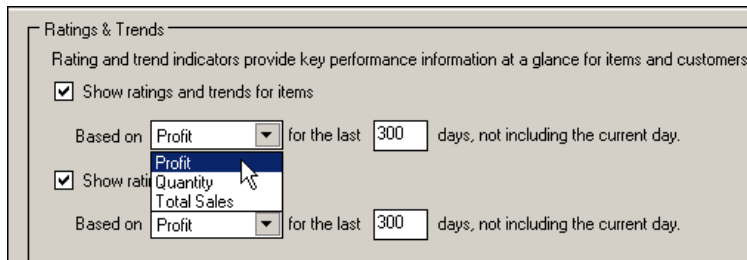 Ratings & Trends
Rating and trend indicators provide key performance information at a glance for items and customers
Show ratings and trends for items
Based on Profit for the last 300 days, not including the current day.
Profit
Show rati
Quantity
Total Sales
Based on Profit for the last 300 days, not including the current day.